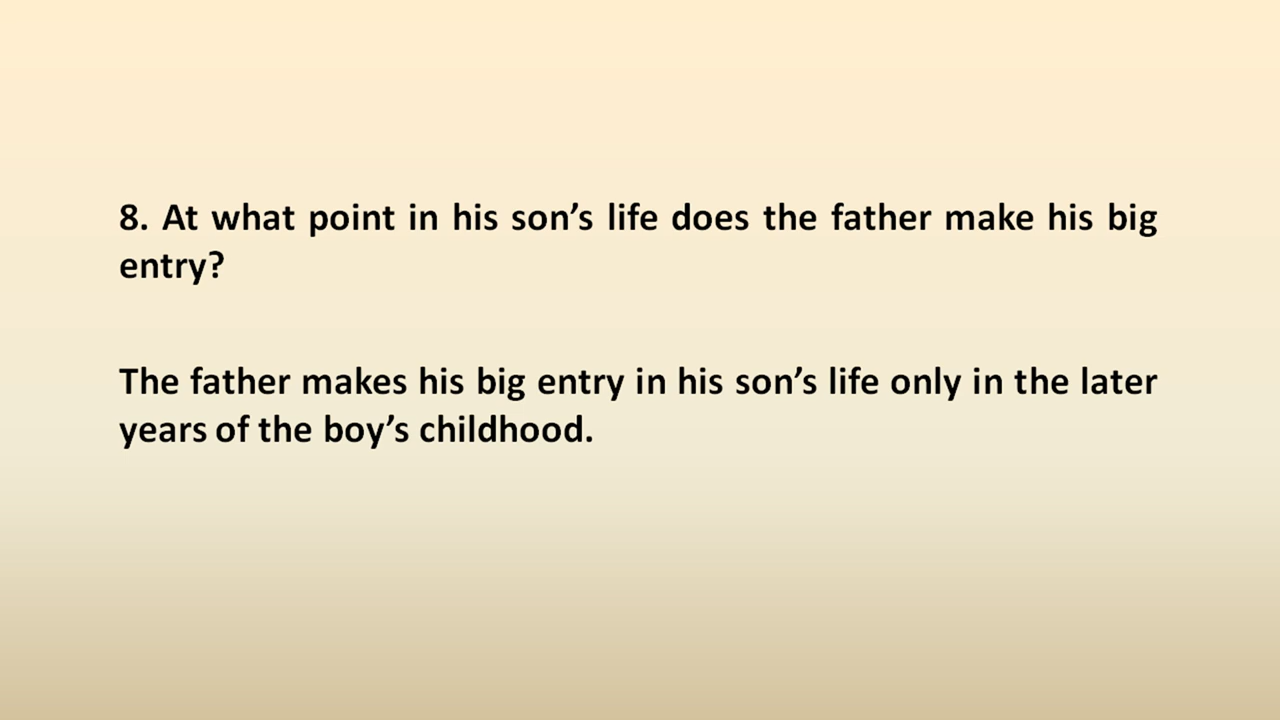 8. At what point in his son’s life does the father make his big
entry?
The father makes his big entry in his son’s life only in the later
years of the boy’s childhood.